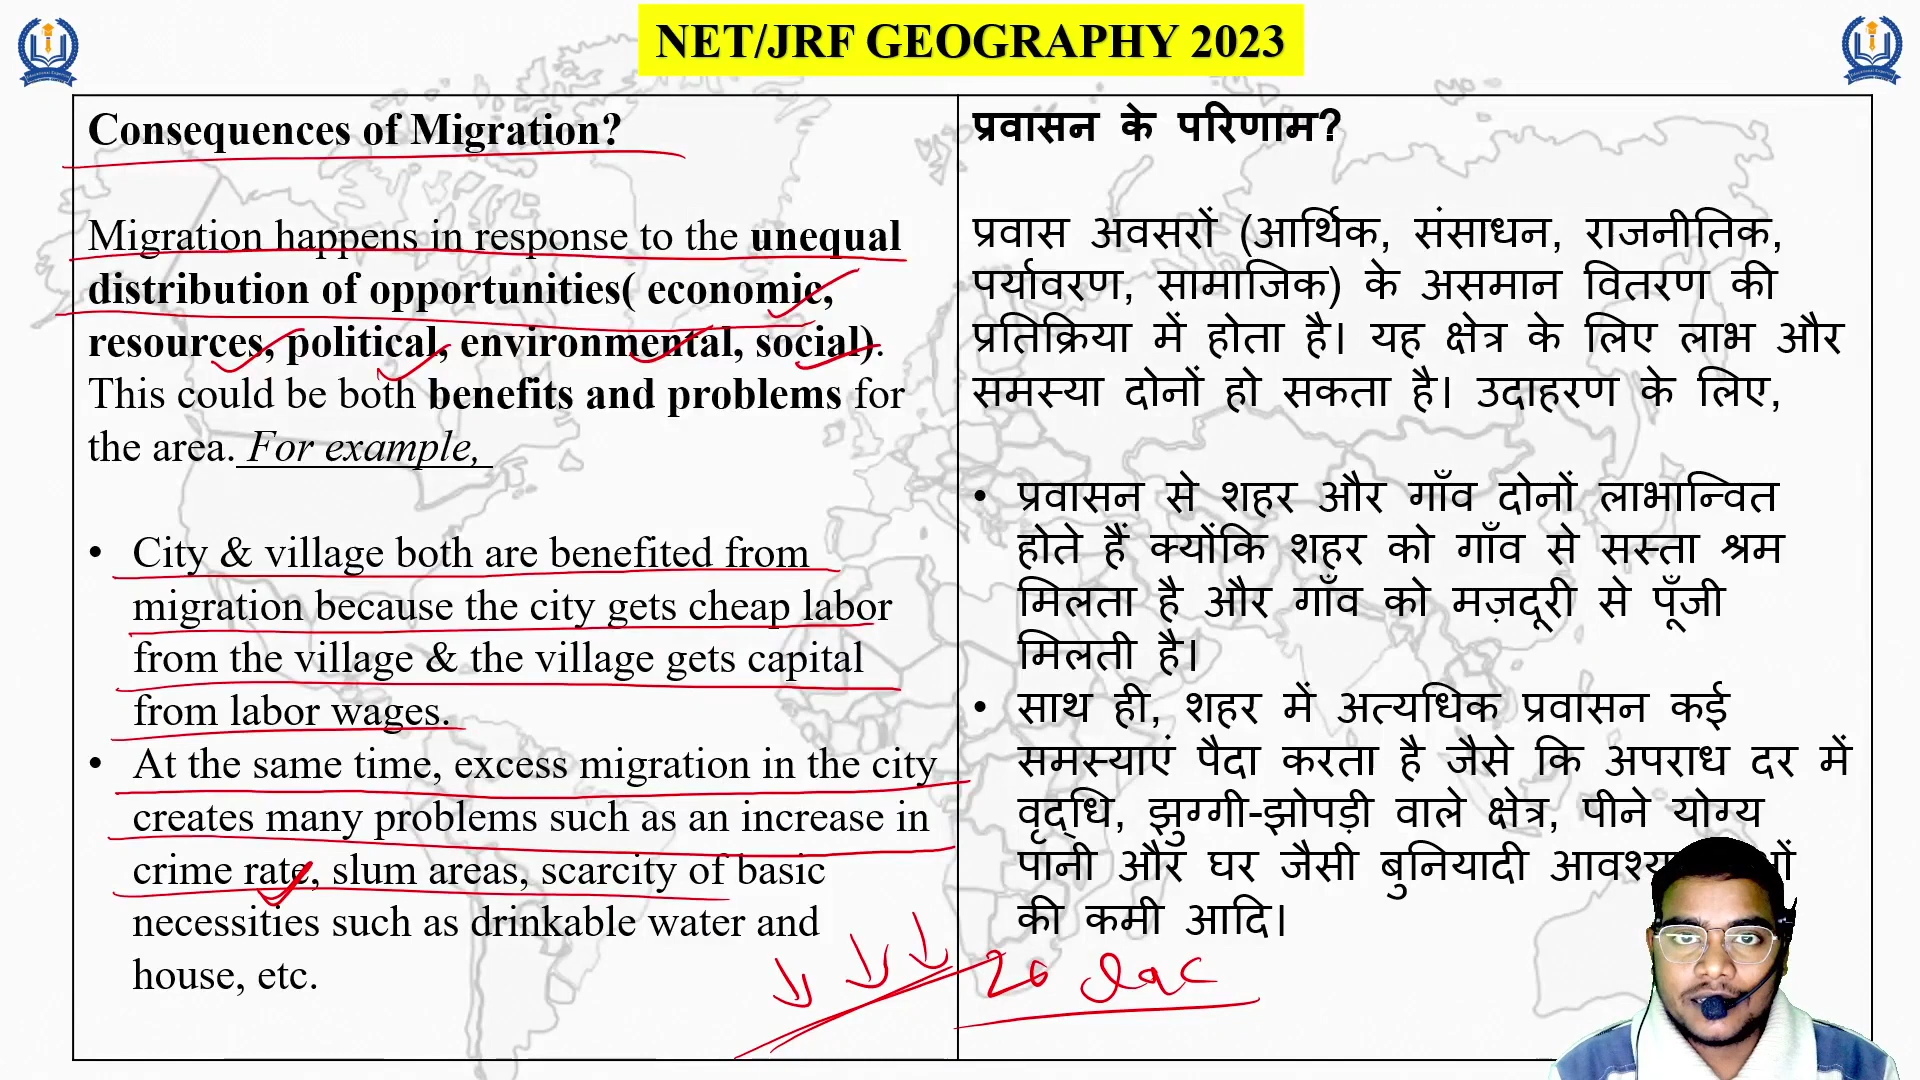 NET/JRF GEOGRAPHY 2023
Consequences of Migration?
Migration happens in response to the unequal
distribution of opportunities( economic,
resources, political, environmental, social).
This could be both benefits and problems for
the area. For example,
• City & village both are benefited from
migration because the city gets cheap labor
from the village & the village gets capital
from labor wages.
• At the same time, excess migration in the city
creates many problems such as an increase in
crime rate, slum areas, scarcity of basic
necessities such as drinkable water and
house, etc.
प्रवासन के परिणाम?
प्रवास अवसरों (आर्थिक, संसाधन, राजनीतिक,
पर्यावरण, सामाजिक) के असमान वितरण की
प्रतिक्रिया में होता है। यह क्षेत्र के लिए लाभ और
समस्या दोनों हो सकता है। उदाहरण के लिए,
• प्रवासन से शहर और गाँव दोनों लाभान्वित
होते हैं क्योंकि शहर को गाँव से सस्ता श्रम
मिलता है और गाँव को मज़दूरी से पूँजी
मिलती है।
• साथ ही, शहर में अत्यधिक प्रवासन कई
समस्याएं पैदा करता है जैसे कि अपराध दर में
वृद्धि, झुग्गी-झोपड़ी वाले क्षेत्र, पीने योग्य
पानी और घर जैसी बुनियादी
की कमी आदि।
20 lac